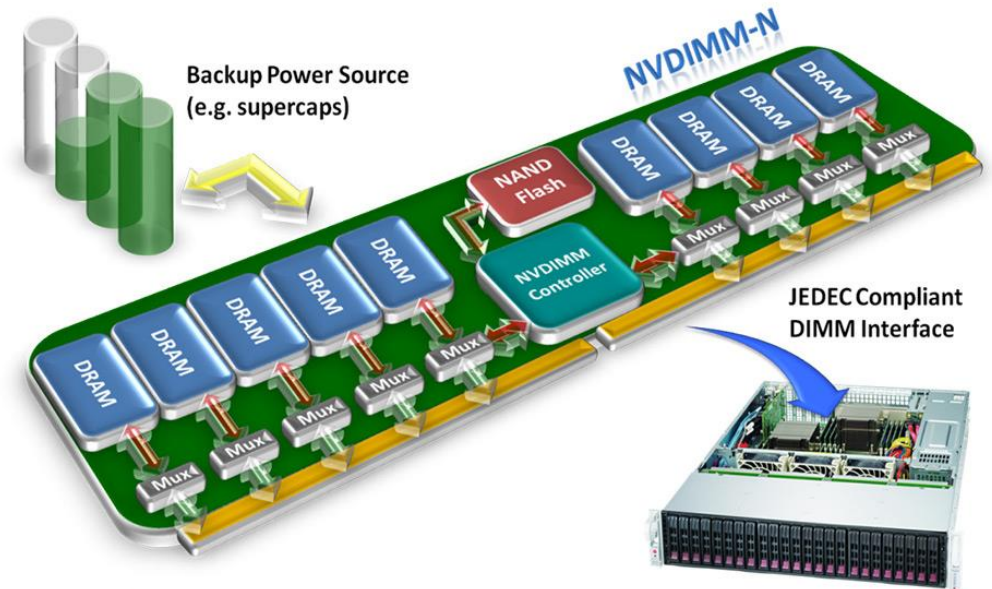 Backup Power Source
(e.g. supercaps)
NVDIMM-N
DRAM
DRAM
DRAM
DRAM
NAND
Flash
Mux
Mux
Mux
Mux
NVDIMM
Controller
DRAM
DRAM
DRAM
DRAM
DRAM
Mux
Mux
Mux
Mux
Mux
JEDEC Compliant
DIMM Interface